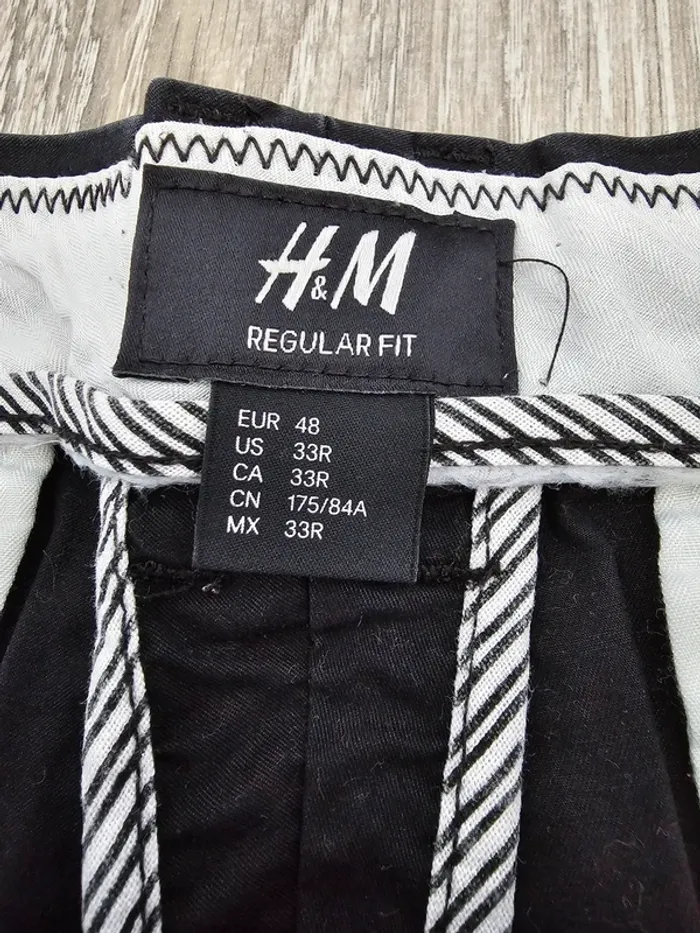 H&M
REGULAR FIT
EUR 48
US 33R
CA 33R
CN 175/84A
MX 33R